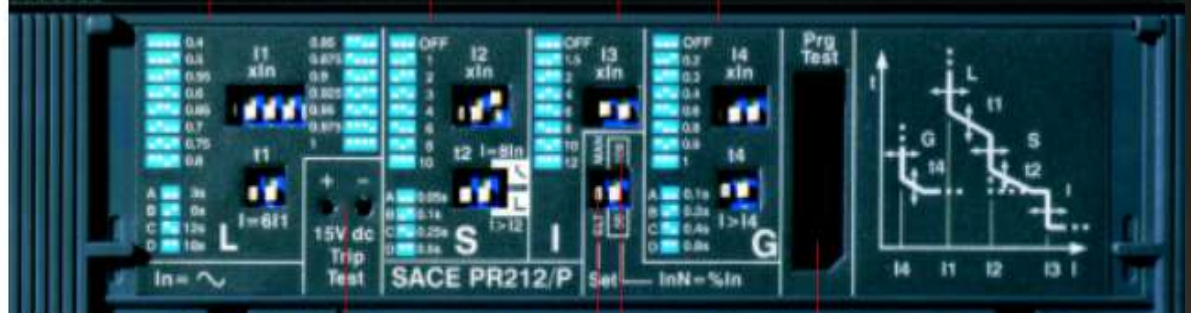 0.4
0.55
0.6
0.7
0.75
0.8
I1
xIn
0.85
0.875
0.9
0.925
0.95
0.975
1
t1
I=6I1
A 3s
B 6s
C 12s
D 18s
L
In=
+ -
15V dc
Trip
Test
OFF
1
2
3
4
6
8
10
I2
xIn
t2 I=8In
I>I2
A 0.05s
B 0.1s
C 0.25s
D 0.5s
S
SACE PR212/P
OFF
1.5
2
4
6
8
10
12
I3
xIn
MAN
ELT
I
Set
InN=%In
OFF
0.2
0.3
0.4
0.6
0.8
0.9
1
I4
xIn
t4
I>I4
A 0.1s
B 0.2s
C 0.4s
D 0.8s
G
Prg
Test
t
L
t1
G
S
t4
t2
I
I4 I1 I2 I3 I